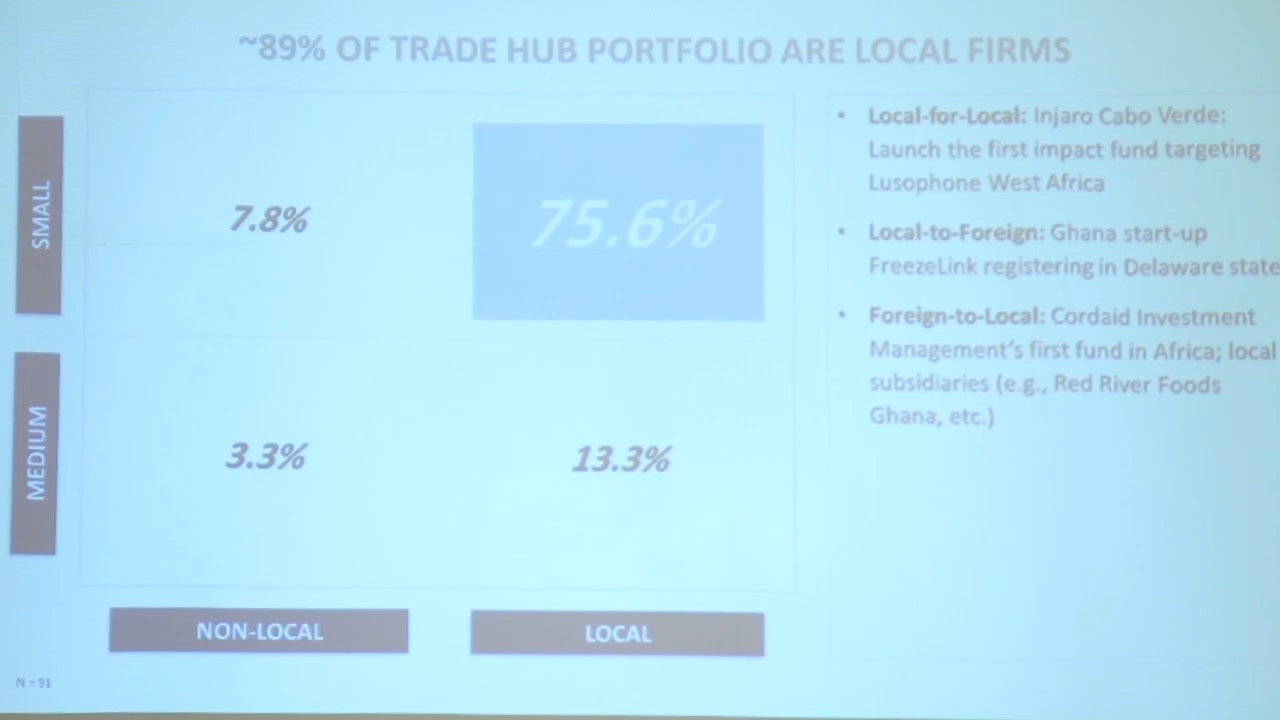 ~89% OF TRADE HUB PORTFOLIO ARE LOCAL FIRMS
SMALL
7.8%
75.6%
MEDIUM
3.3%
13.3%
NON-LOCAL
LOCAL
N = 91
• Local-for-Local: Injaro Cabo Verde:
Launch the first impact fund targeting
Lusophone West Africa
• Local-to-Foreign: Ghana start-up
FreezeLink registering in Delaware state
• Foreign-to-Local: Cordaid Investment
Management's first fund in Africa; local
subsidiaries (e.g., Red River Foods
Ghana, etc.)